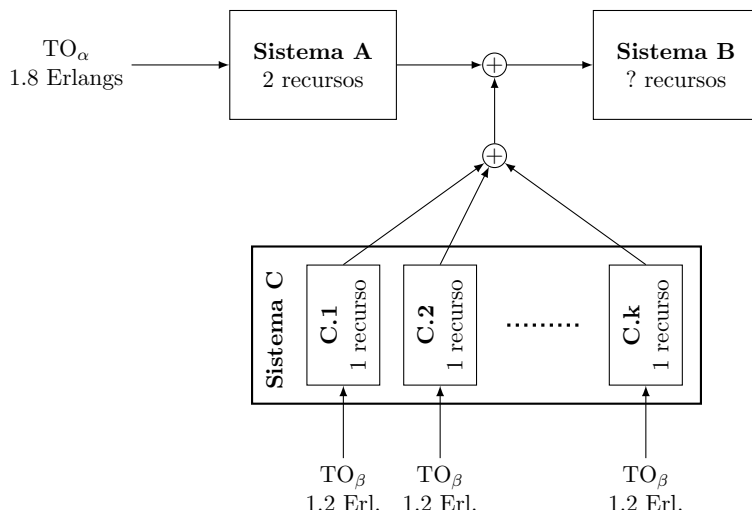 TOα
1.8 Erlangs
Sistema A
2 recursos
+
Sistema B
? recursos
+
Sistema C
C.1
1 recurso
C.2
1 recurso
..........
C.k
1 recurso
TOβ
1.2 Erl.
TOβ
1.2 Erl.
TOβ
1.2 Erl.